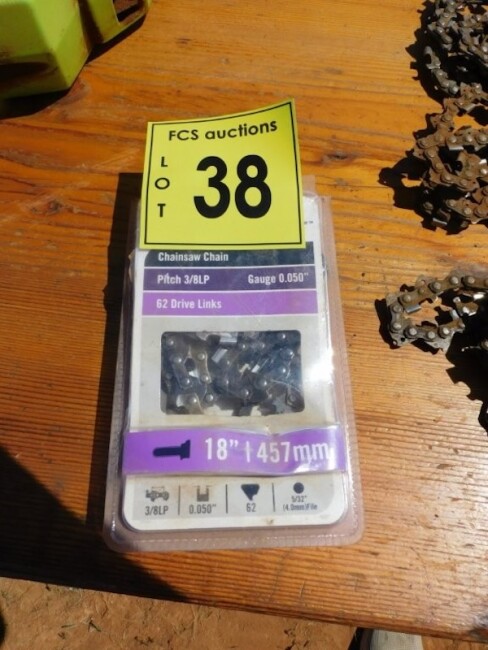 FCS auctions
LOT
38
Chainsaw Chain
Pitch 3/8LP Gauge 0.050"
62 Drive Links
18" | 457mm
3/8LP 0.050" 62 5/32"
(4.0mm)File